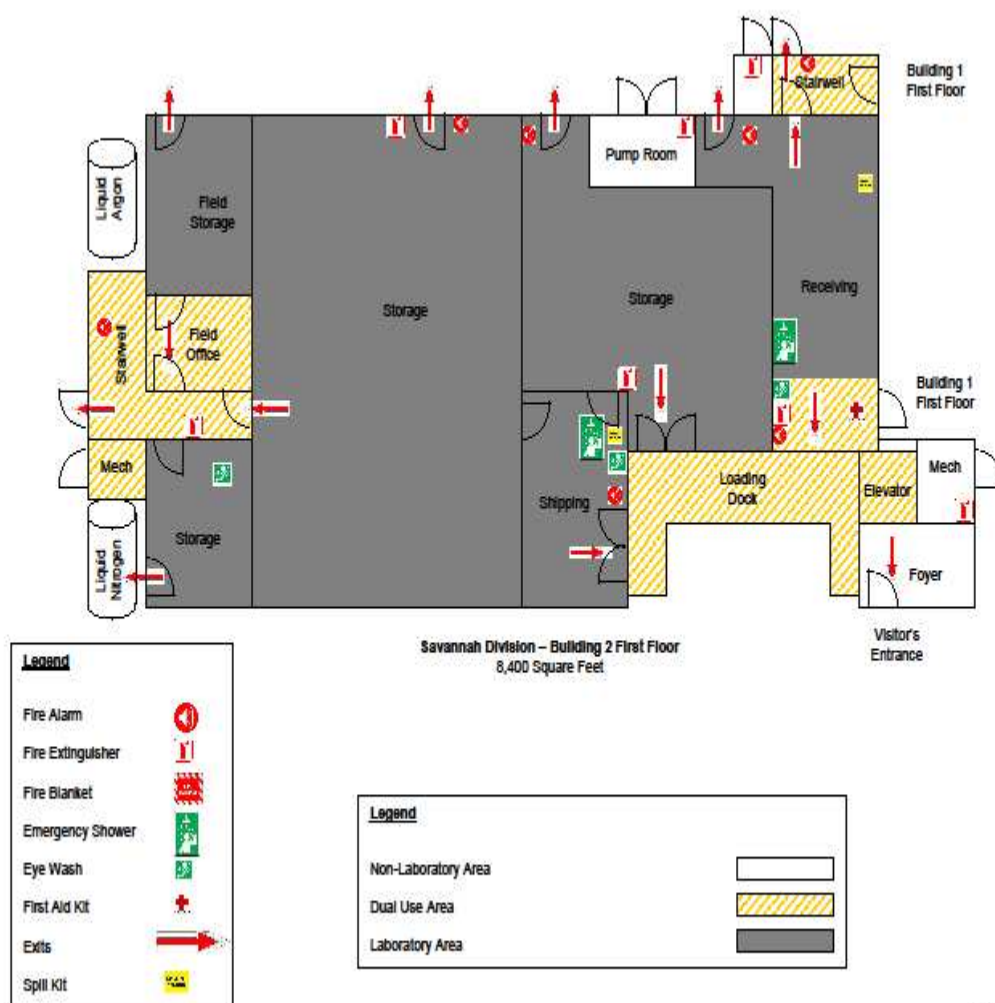 Building 1
First Floor
Stairwell
Pump Room
Liquid
Argon
Field
Storage
Receiving
Storage
Storage
Stairwell
Field
Office
Building 1
First Floor
Mech
Loading
Dock
Elevator
Mech
Shipping
Storage
Liquid
Nitrogen
Foyer
Visitor's
Entrance
Savannah Division – Building 2 First Floor
8,400 Square Feet
Legend
Fire Alarm
Fire Extinguisher
Fire Blanket
Emergency Shower
Eye Wash
First Aid Kit
Exits
Spill Kit
Legend
Non-Laboratory Area
Dual Use Area
Laboratory Area